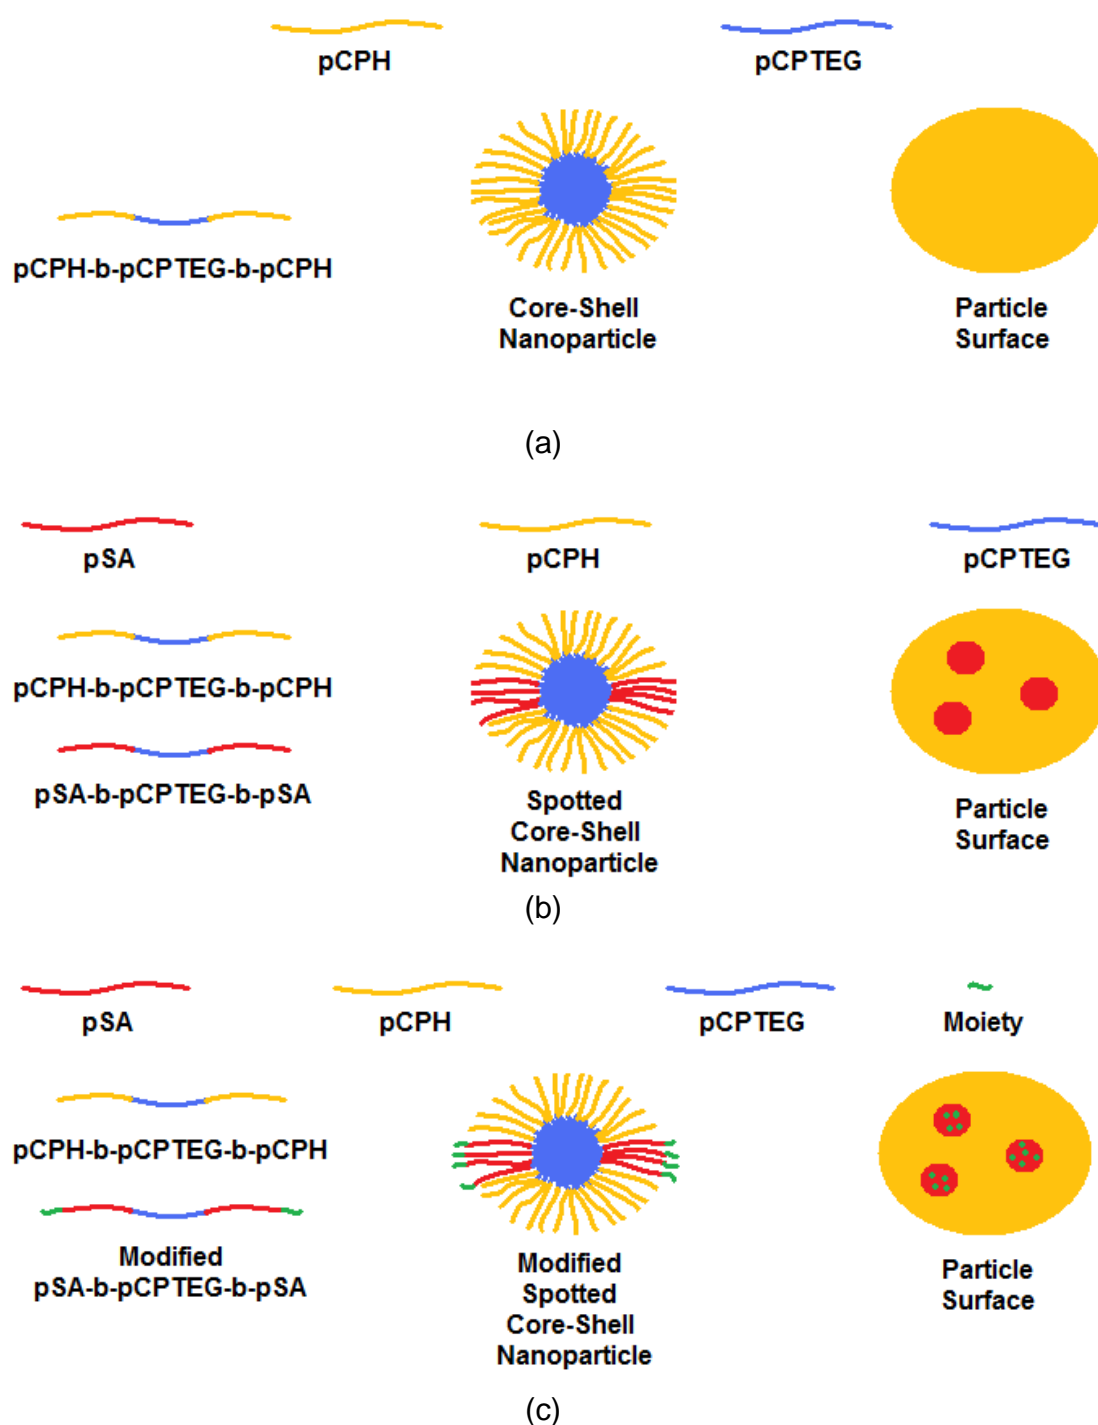 pCPH
pCPTEG
pCPH-b-pCPTEG-b-pCPH
Core-Shell
Nanoparticle
Particle
Surface
(a)
pSA
pCPH
pCPTEG
pCPH-b-pCPTEG-b-pCPH
pSA-b-pCPTEG-b-pSA
Spotted
Core-Shell
Nanoparticle
Particle
Surface
(b)
pSA
pCPH
pCPTEG
Moiety
pCPH-b-pCPTEG-b-pCPH
Modified
pSA-b-pCPTEG-b-pSA
Modified
Spotted
Core-Shell
Nanoparticle
Particle
Surface
(c)